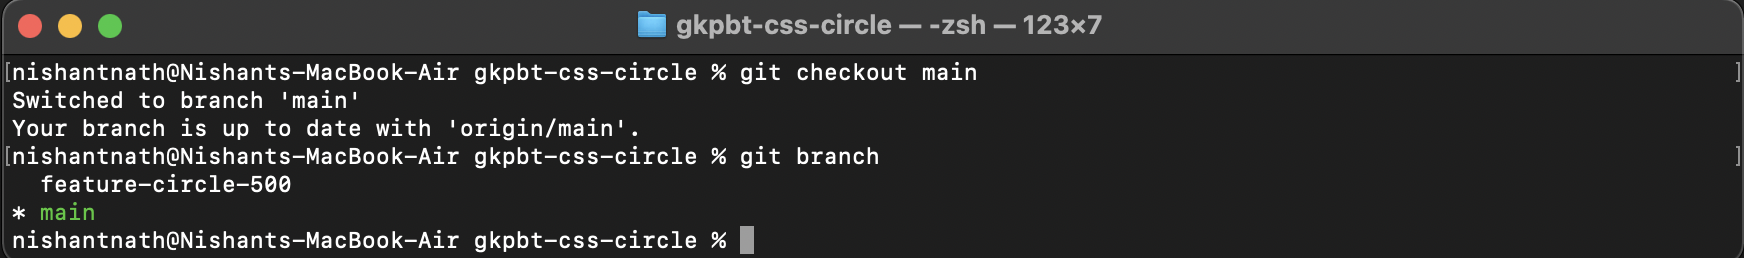 gkpbt-css-circle — -zsh — 123×7
[nishantnath@Nishants-MacBook-Air gkpbt-css-circle % git checkout main ]
Switched to branch 'main'
Your branch is up to date with 'origin/main'.
[nishantnath@Nishants-MacBook-Air gkpbt-css-circle % git branch ]
  feature-circle-500
* main
nishantnath@Nishants-MacBook-Air gkpbt-css-circle %